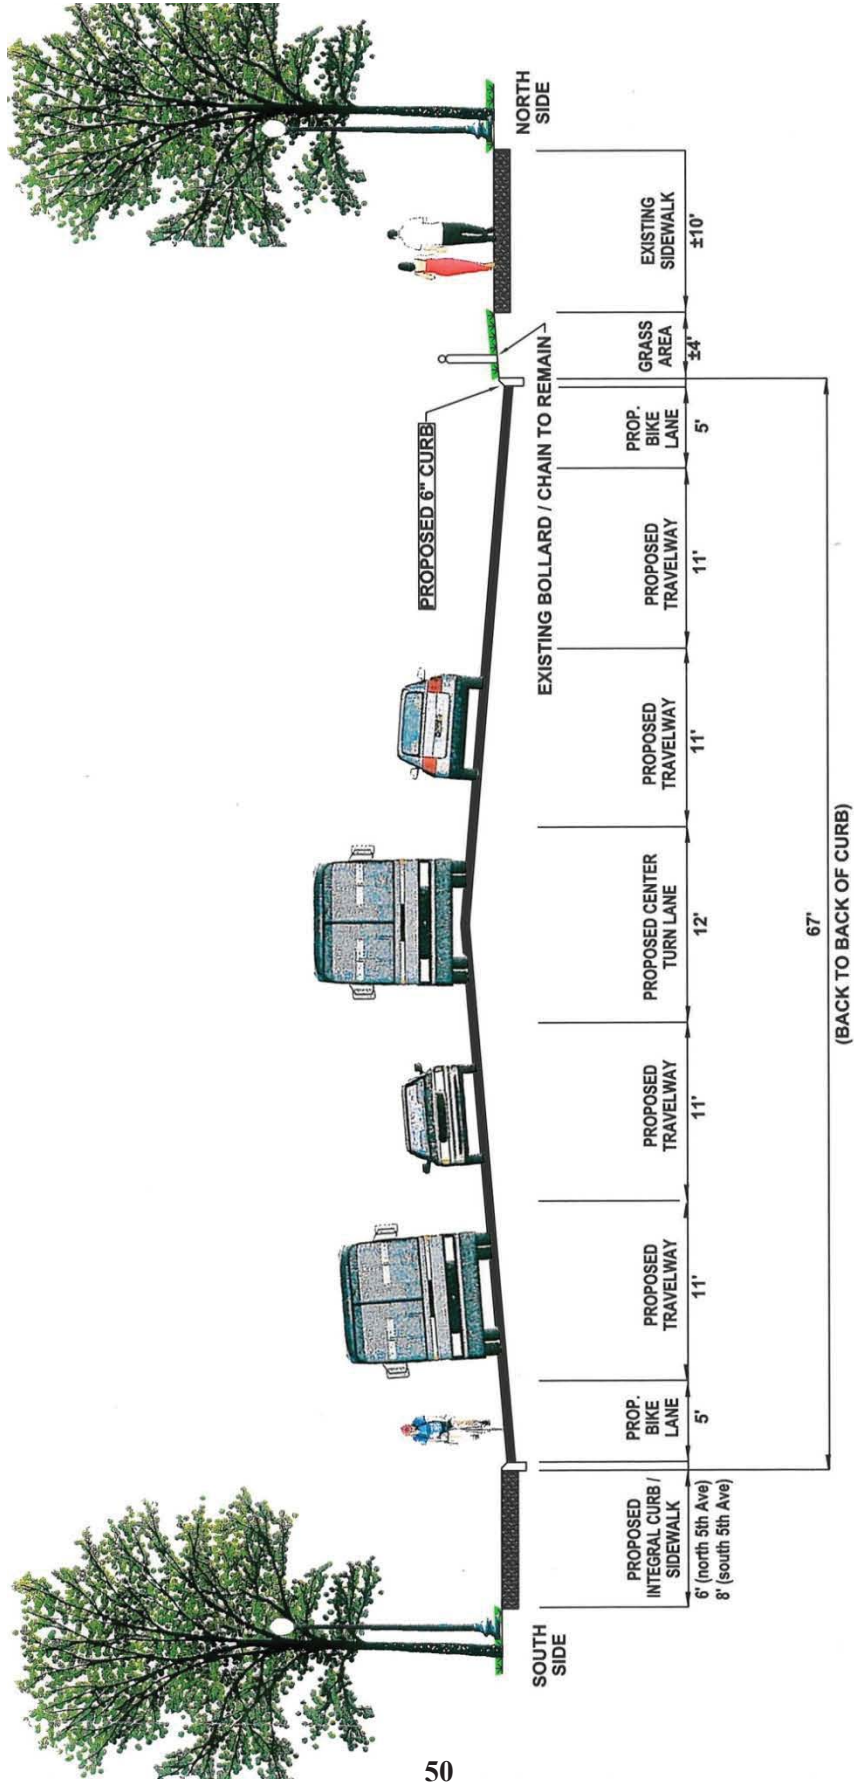 SOUTH
SIDE
NORTH
SIDE
PROPOSED 6" CURB
EXISTING BOLLARD / CHAIN TO REMAIN
PROPOSED
INTEGRAL CURB /
SIDEWALK
6' (north 5th Ave)
8' (south 5th Ave)
PROP.
BIKE
LANE
5'
PROPOSED
TRAVELWAY
11'
PROPOSED
TRAVELWAY
11'
PROPOSED CENTER
TURN LANE
12'
PROPOSED
TRAVELWAY
11'
PROPOSED
TRAVELWAY
11'
PROP.
BIKE
LANE
5'
GRASS
AREA
±4'
EXISTING
SIDEWALK
±10'
67'
(BACK TO BACK OF CURB)
50